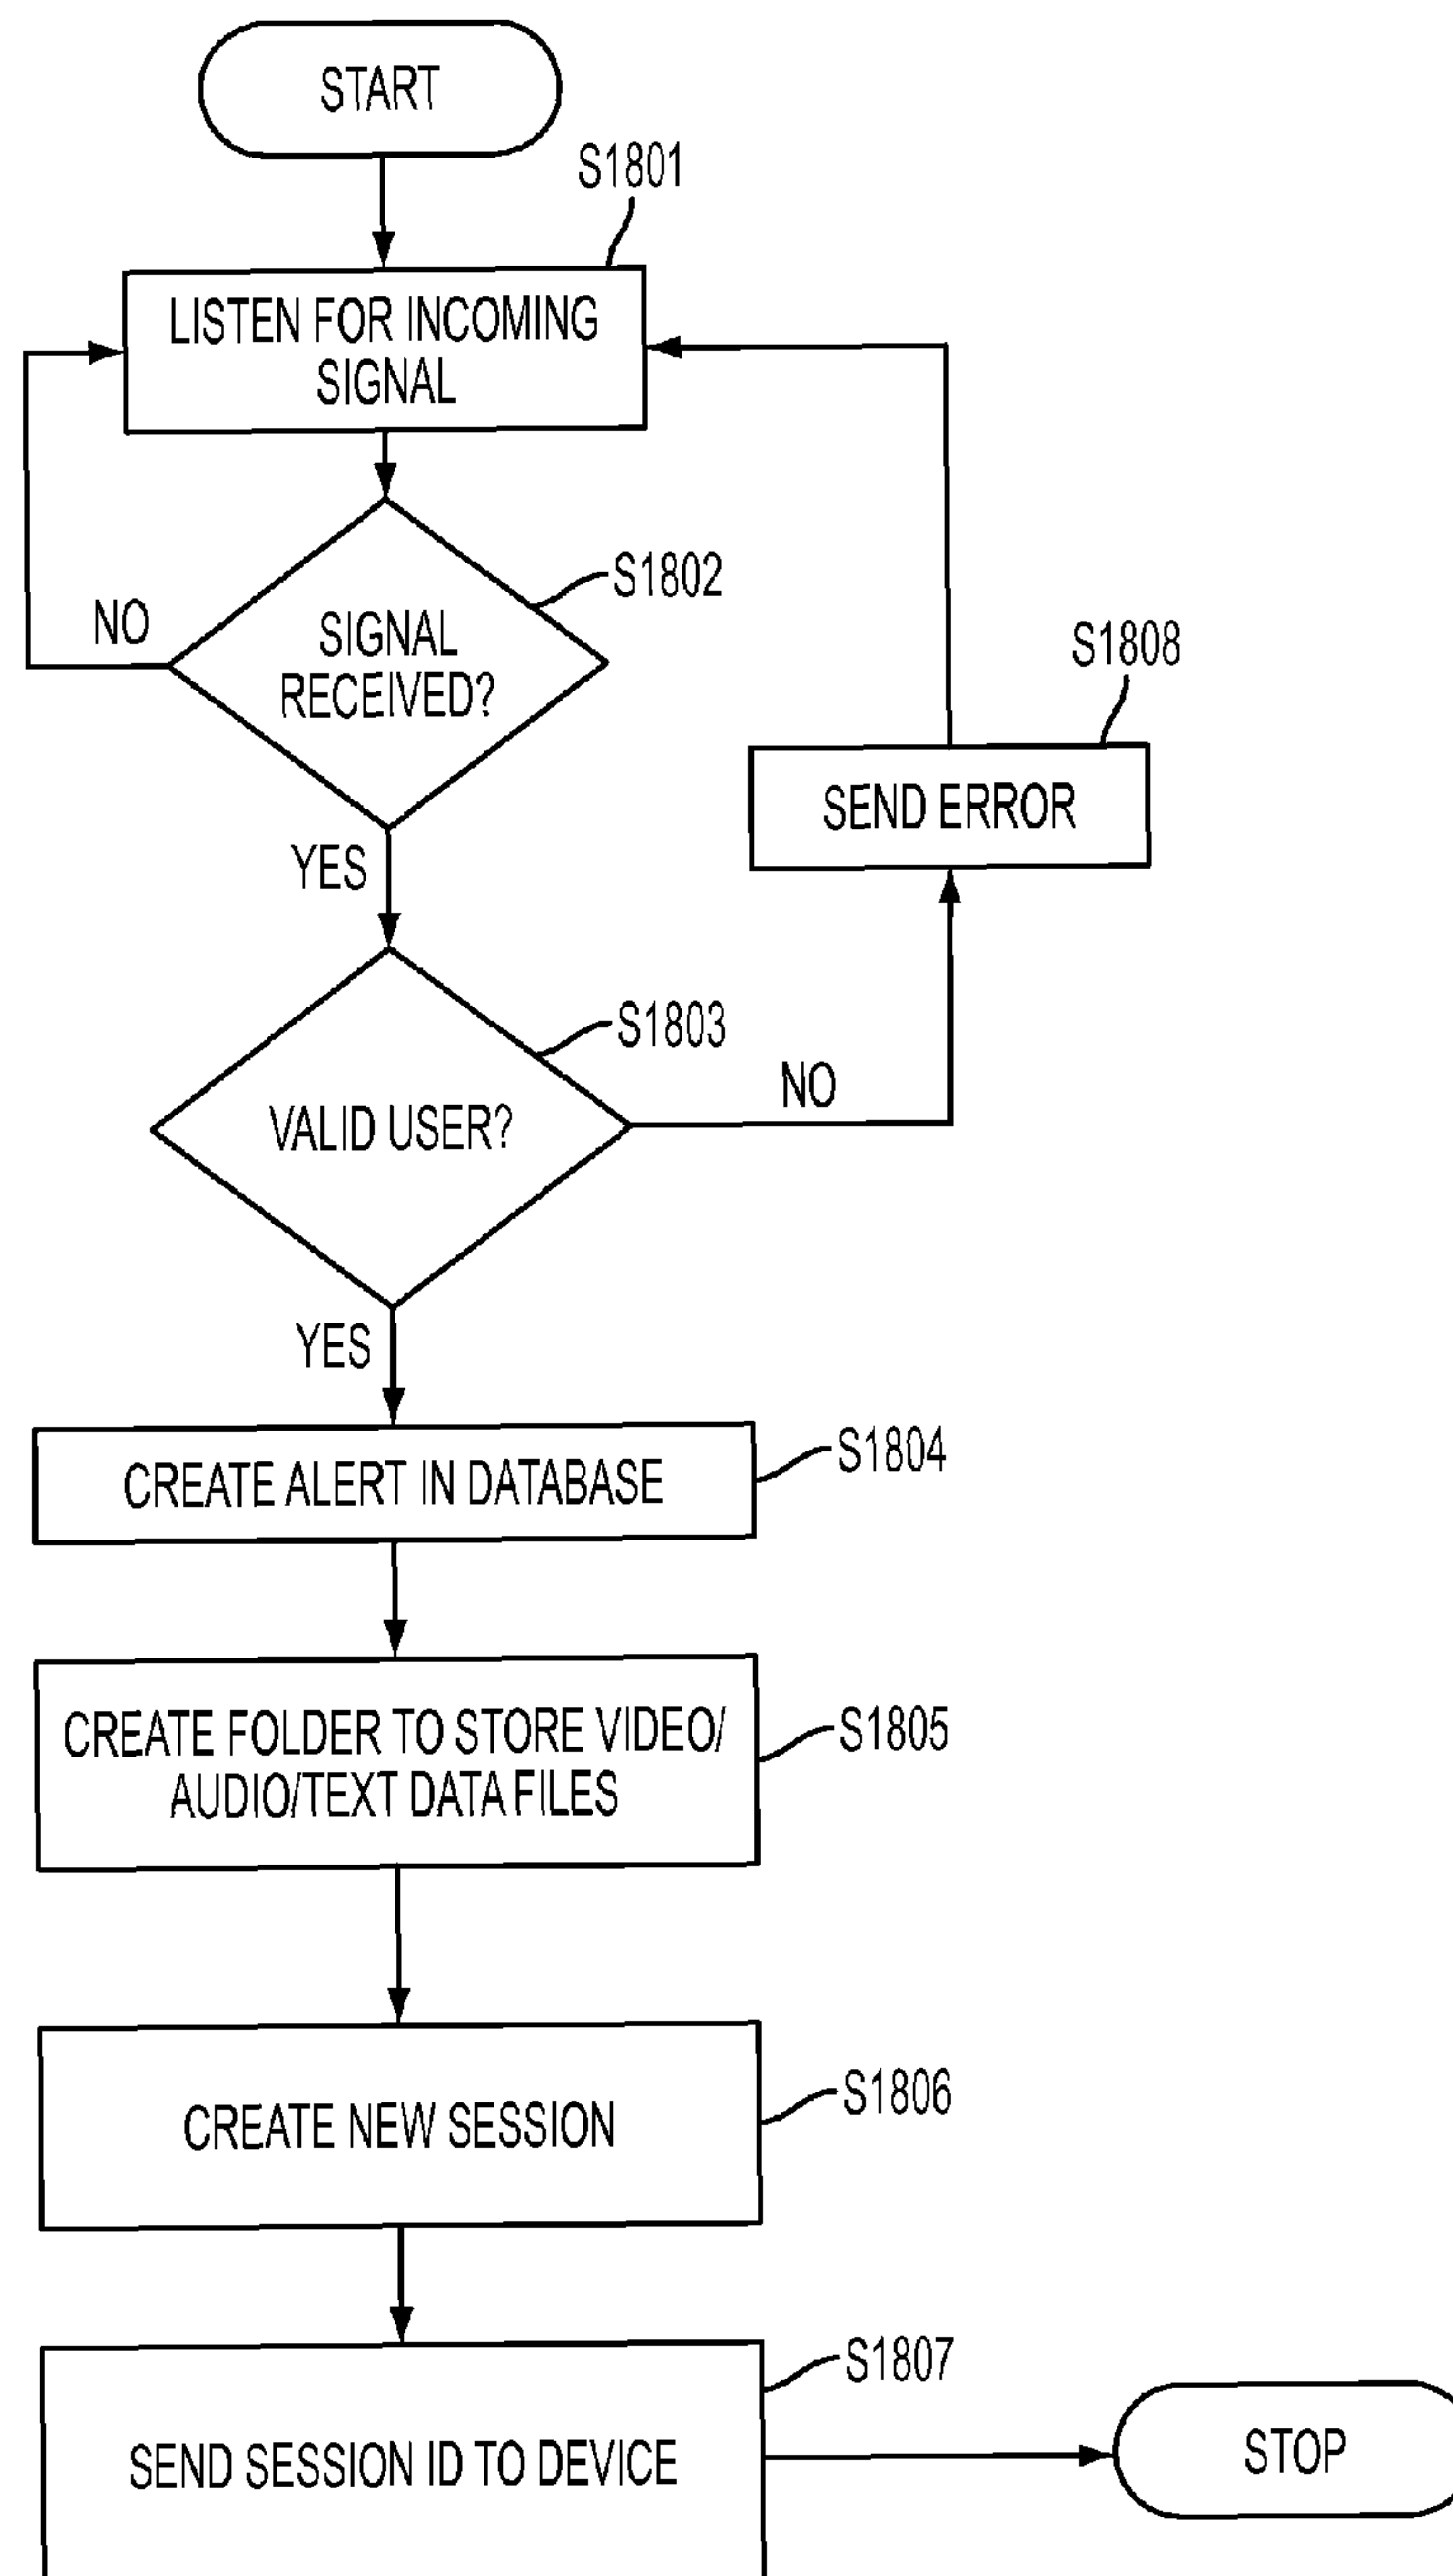 START
S1801
LISTEN FOR INCOMING
SIGNAL
S1802
NO
SIGNAL
RECEIVED?
S1808
SEND ERROR
YES
S1803
NO
VALID USER?
YES
S1804
CREATE ALERT IN DATABASE
S1805
CREATE FOLDER TO STORE VIDEO/
AUDIO/TEXT DATA FILES
S1806
CREATE NEW SESSION
S1807
SEND SESSION ID TO DEVICE
STOP